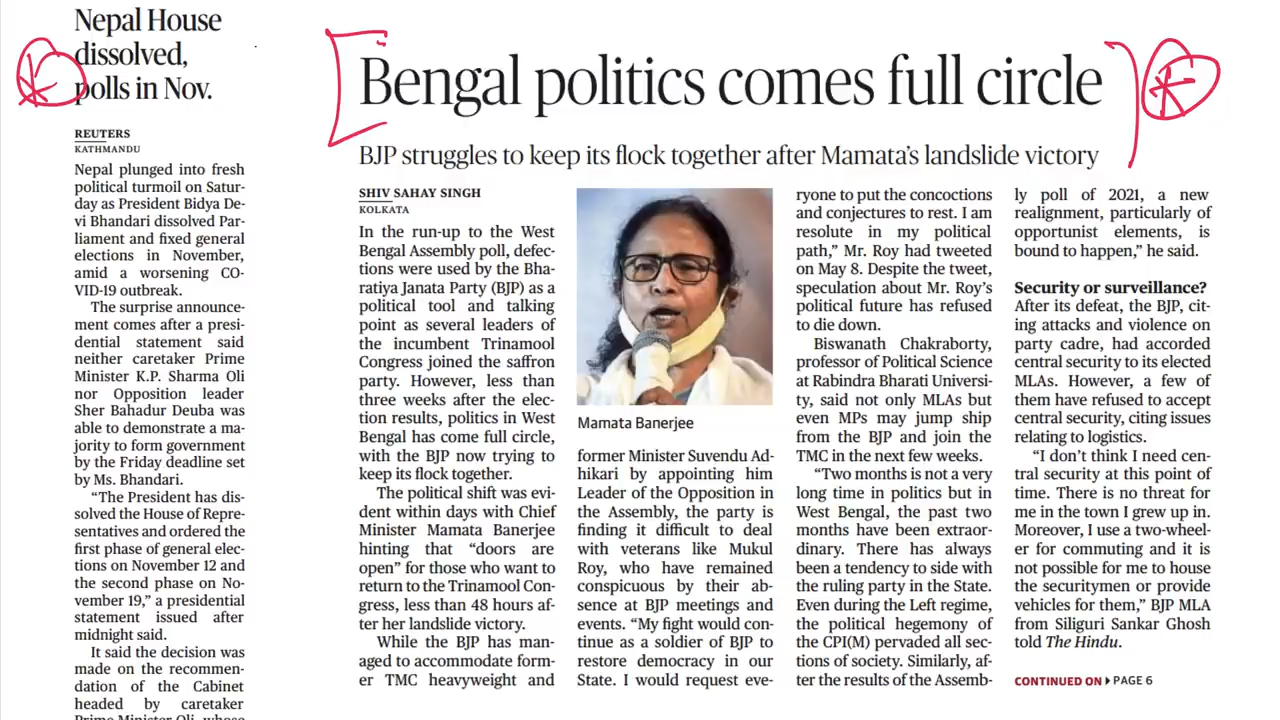 Nepal House
dissolved,
polls in Nov.
REUTERS
KATHMANDU
Nepal plunged into fresh
political turmoil on Satur-
day as President Bidya De-
vi Bhandari dissolved Par-
liament and fixed general
elections in November,
amid a worsening CO-
VID-19 outbreak.
The surprise announce-
ment comes after a presi-
dential statement said
neither caretaker Prime
Minister K.P. Sharma Oli
nor Opposition leader
Sher Bahadur Deuba was
able to demonstrate a ma-
jority to form government
by the Friday deadline set
by Ms. Bhandari.
“The President has dis-
solved the House of Repre-
sentatives and ordered the
first phase of general elec-
tions on November 12 and
the second phase on No-
vember 19,” a presidential
statement issued after
midnight said.
It said the decision was
made on the recommen-
dation of the Cabinet
headed by caretaker
Prime Minister Oli, whose
Bengal politics comes full circle
BJP struggles to keep its flock together after Mamata’s landslide victory
SHIV SAHAY SINGH
KOLKATA
In the run-up to the West
Bengal Assembly poll, defec-
tions were used by the Bha-
ratiya Janata Party (BJP) as a
political tool and talking
point as several leaders of
the incumbent Trinamool
Congress joined the saffron
party. However, less than
three weeks after the elec-
tion results, politics in West
Bengal has come full circle,
with the BJP now trying to
keep its flock together.
The political shift was evi-
dent within days with Chief
Minister Mamata Banerjee
hinting that “doors are
open” for those who want to
return to the Trinamool Con-
gress, less than 48 hours af-
ter her landslide victory.
While the BJP has man-
aged to accommodate form-
er TMC heavyweight and
Mamata Banerjee
former Minister Suvendu Ad-
hikari by appointing him
Leader of the Opposition in
the Assembly, the party is
finding it difficult to deal
with veterans like Mukul
Roy, who have remained
conspicuous by their ab-
sence at BJP meetings and
events. “My fight would con-
tinue as a soldier of BJP to
restore democracy in our
State. I would request eve-
ryone to put the concoctions
and conjectures to rest. I am
resolute in my political
path,” Mr. Roy had tweeted
on May 8. Despite the tweet,
speculation about Mr. Roy’s
political future has refused
to die down.
Biswanath Chakraborty,
professor of Political Science
at Rabindra Bharati Universi-
ty, said not only MLAs but
even MPs may jump ship
from the BJP and join the
TMC in the next few weeks.
“Two months is not a very
long time in politics but in
West Bengal, the past two
months have been extraor-
dinary. There has always
been a tendency to side with
the ruling party in the State.
Even during the Left regime,
the political hegemony of
the CPI(M) pervaded all sec-
tions of society. Similarly, af-
ter the results of the Assemb-
ly poll of 2021, a new
realignment, particularly of
opportunist elements, is
bound to happen,” he said.
Security or surveillance?
After its defeat, the BJP, cit-
ing attacks and violence on
party cadre, had accorded
central security to its elected
MLAs. However, a few of
them have refused to accept
central security, citing issues
relating to logistics.
“I don’t think I need cen-
tral security at this point of
time. There is no threat for
me in the town I grew up in.
Moreover, I use a two-wheel-
er for commuting and it is
not possible for me to house
the securitymen or provide
vehicles for them,” BJP MLA
from Siliguri Sankar Ghosh
told The Hindu.
CONTINUED ON PAGE 6